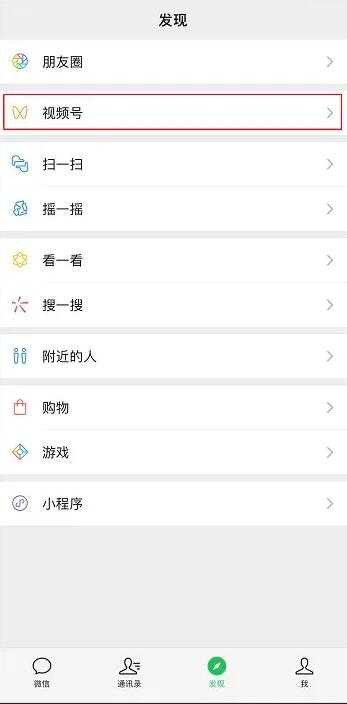 发现
朋友圈
视频号
扫一扫
摇一摇
看一看
搜一搜
附近的人
购物
游戏
小程序
微信
通讯录
发现
我